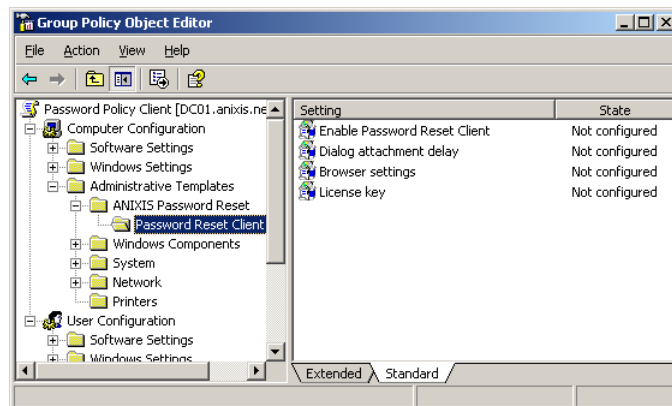 Group Policy Object Editor
File Action View Help
Password Policy Client [DC01.anixis.ne
Computer Configuration
Software Settings
Windows Settings
Administrative Templates
ANIXIS Password Reset
Password Reset Client
Windows Components
System
Network
Printers
User Configuration
Software Settings
Windows Settings
Setting State
Enable Password Reset Client Not configured
Dialog attachment delay Not configured
Browser settings Not configured
License key Not configured
Extended Standard